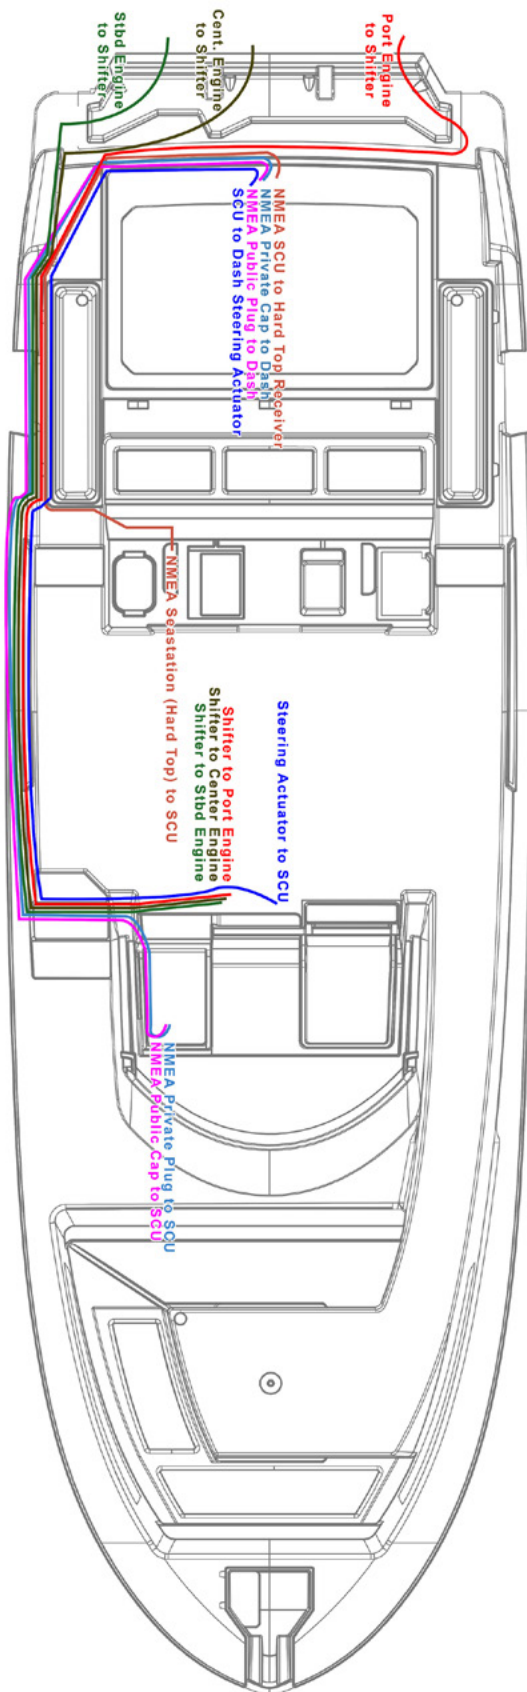 Port Engine
to Shifter
Cent. Engine
to Shifter
Stbd Engine
to Shifter
NMEA SCU to Hard Top Receiver
NMEA Private Cap to Dash
NMEA Public Plug to Dash
SCU to Dash Steering Actuator
NMEA Seastation (Hard Top) to SCU
Steering Actuator to SCU
Shifter to Port Engine
Shifter to Center Engine
Shifter to Stbd Engine
NMEA Private Plug to SCU
NMEA Public Cap to SCU